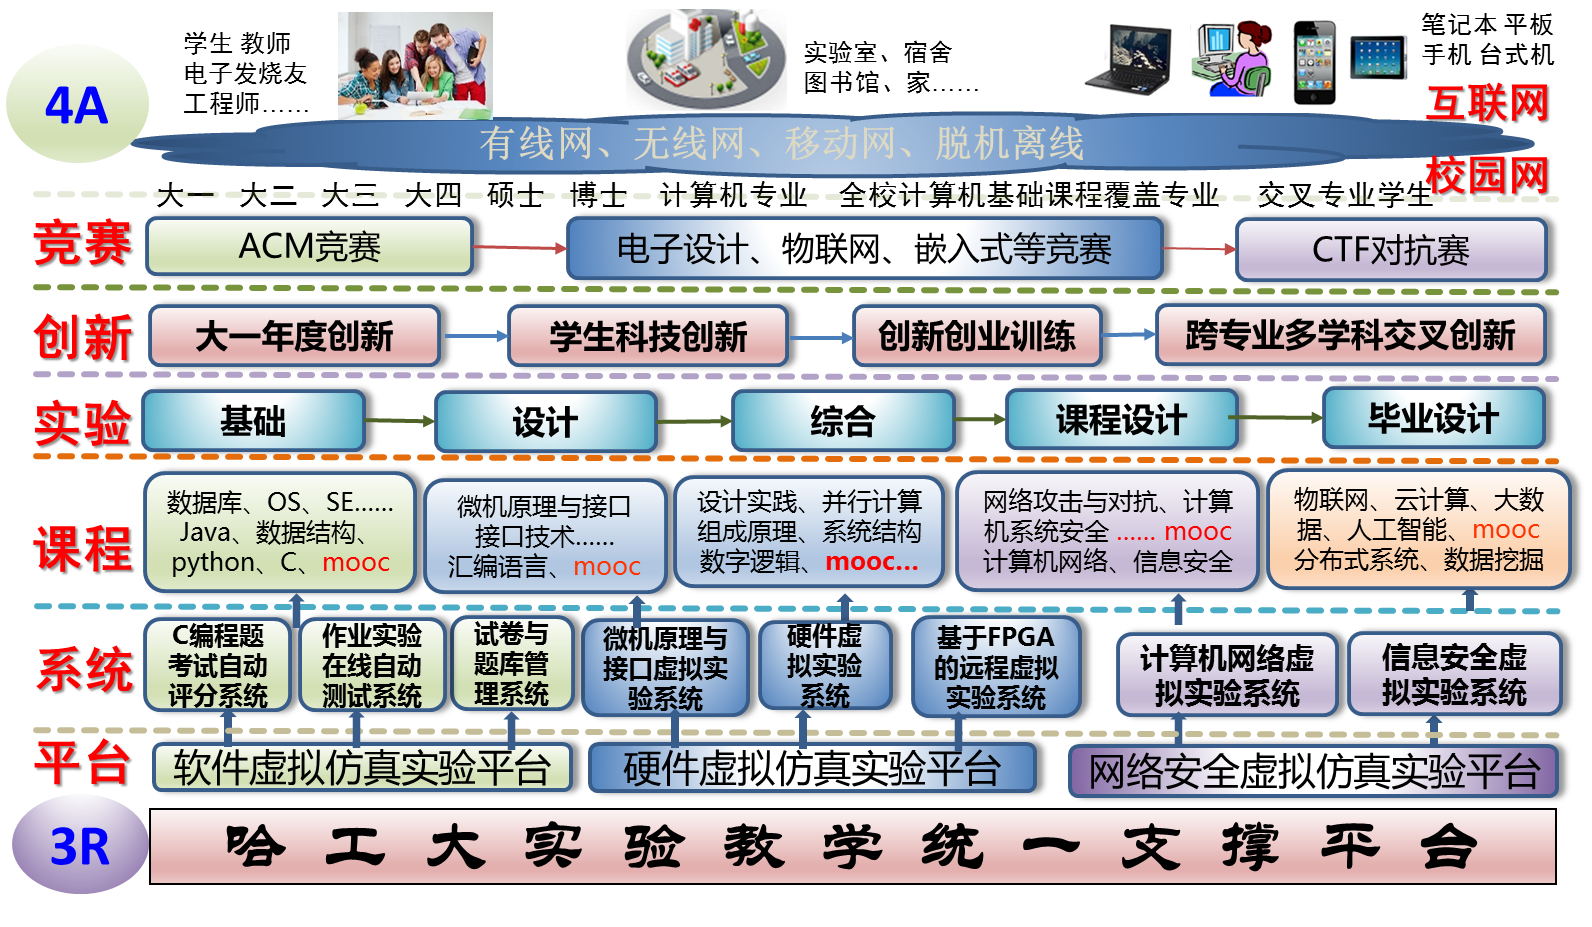 4A
学生 教师
电子发烧友
工程师……
实验室、宿舍
图书馆、家……
笔记本 平板
手机 台式机
互联网
有线网、无线网、移动网、脱机离线
校园网
大一 大二 大三 大四 硕士 博士 计算机专业 全校计算机基础课程覆盖专业 交叉专业学生
竞赛
ACM竞赛
电子设计、物联网、嵌入式等竞赛
CTF对抗赛
创新
大一年度创新
学生科技创新
创新创业训练
跨专业多学科交叉创新
实验
基础
设计
综合
课程设计
毕业设计
课程
数据库、OS、SE……
Java、数据结构、
python、C、mooc
微机原理与接口
接口技术……
汇编语言、mooc
设计实践、并行计算
组成原理、系统结构
数字逻辑、mooc…
网络攻击与对抗、计算
机系统安全 …… mooc
计算机网络、信息安全
物联网、云计算、大数
据、人工智能、mooc
分布式系统、数据挖掘
系统
C编程题
考试自动
评分系统
作业实验
在线自动
测试系统
试卷与
题库管
理系统
微机原理与
接口虚拟实
验系统
硬件虚
拟实验
系统
基于FPGA
的远程虚拟
实验系统
计算机网络虚
拟实验系统
信息安全虚
拟实验系统
平台
软件虚拟仿真实验平台
硬件虚拟仿真实验平台
网络安全虚拟仿真实验平台
3R
哈工大实验教学统一支撑平台